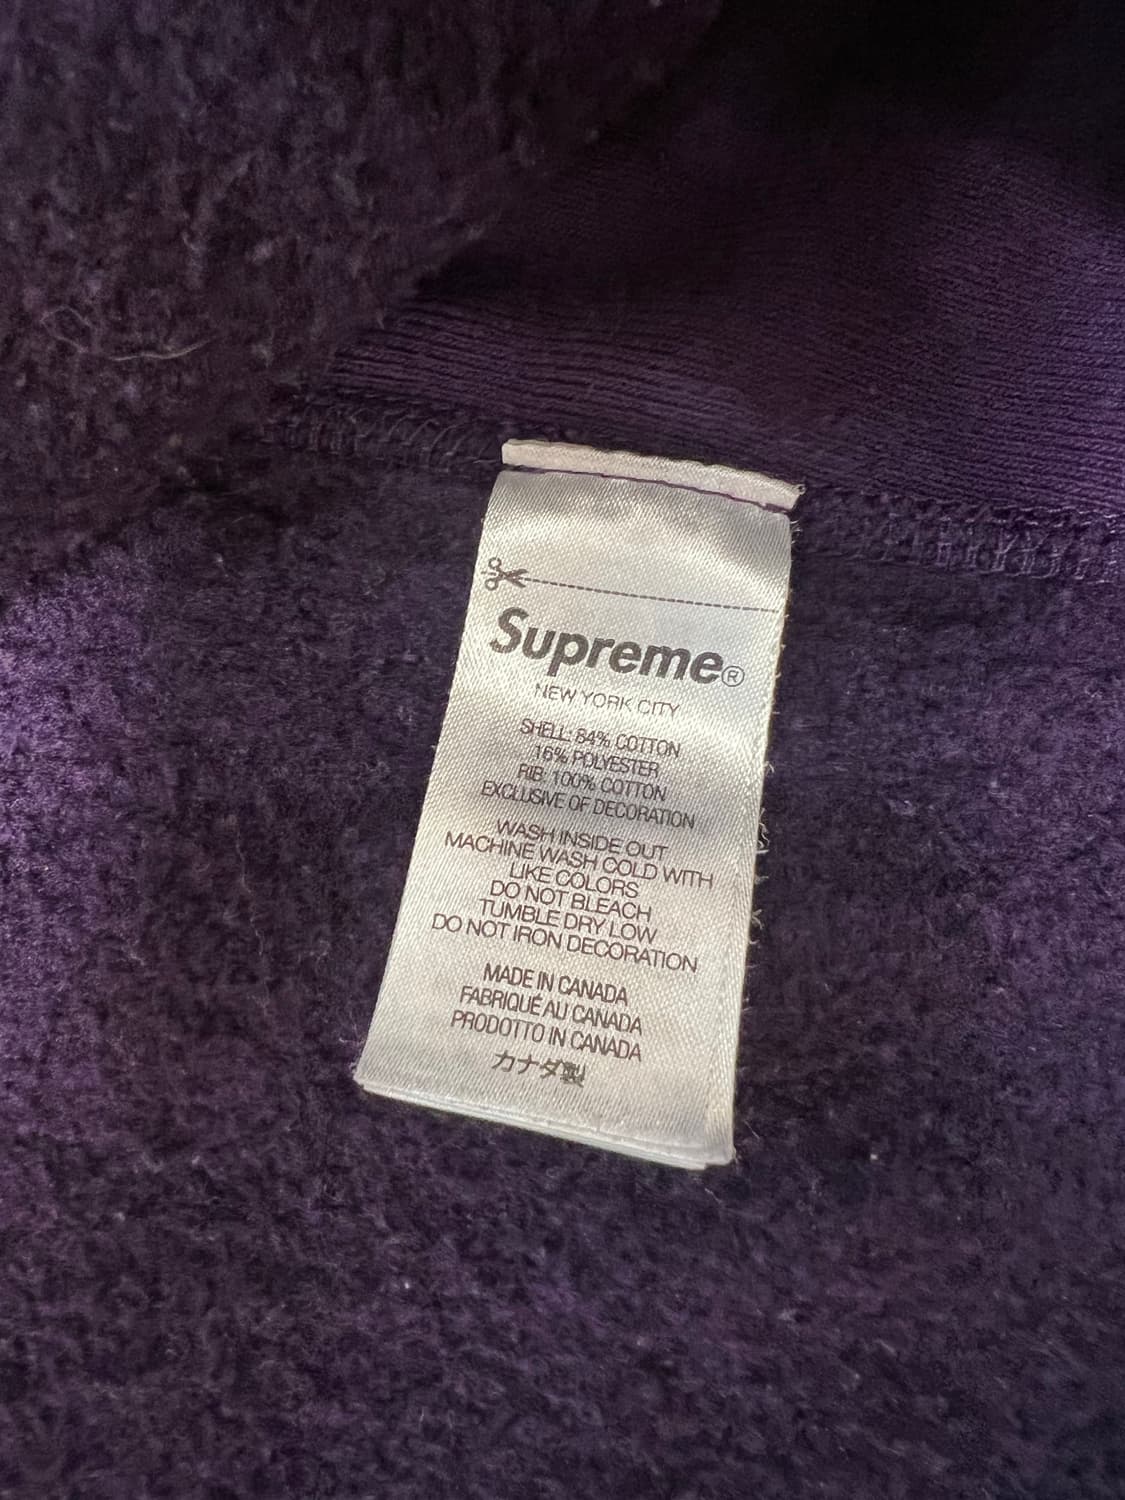 Supreme®
NEW YORK CITY
SHELL: 84% COTTON
16% POLYESTER
RIB: 100% COTTON
EXCLUSIVE OF DECORATION
WASH INSIDE OUT
MACHINE WASH COLD WITH
LIKE COLORS
DO NOT BLEACH
TUMBLE DRY LOW
DO NOT IRON DECORATION
MADE IN CANADA
FABRIQUÉ AU CANADA
PRODOTTO IN CANADA
カナダ製